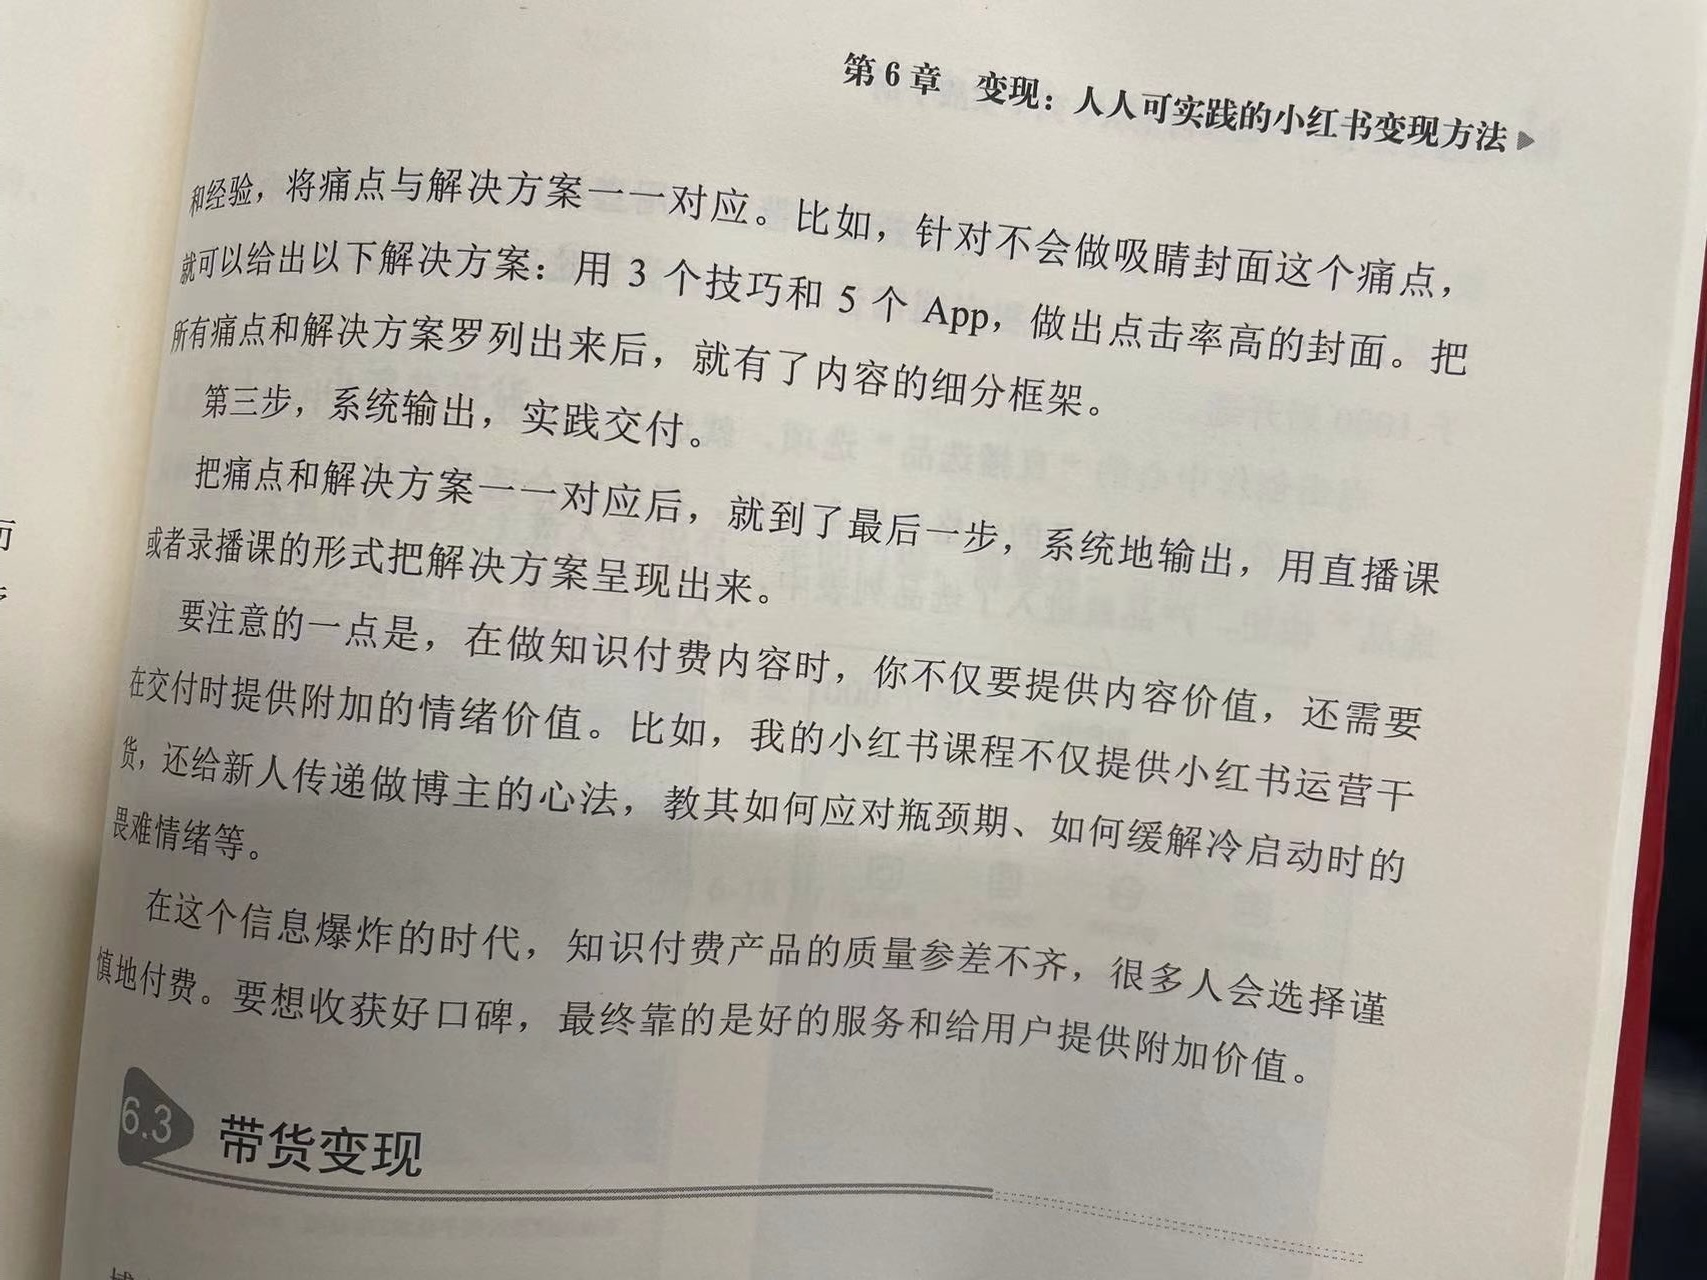 第6章 变现：人人可实践的小红书变现方法
和经验，将痛点与解决方案一一对应。比如，针对不会做吸睛封面这个痛点，
就可以给出以下解决方案：用 3 个技巧和 5 个 App，做出点击率高的封面。把
所有痛点和解决方案罗列出来后，就有了内容的细分框架。
第三步，系统输出，实践交付。
把痛点和解决方案一一对应后，就到了最后一步，系统地输出，用直播课
或者录播课的形式把解决方案呈现出来。
要注意的一点是，在做知识付费内容时，你不仅要提供内容价值，还需要
在交付时提供附加的情绪价值。比如，我的小红书课程不仅提供小红书运营干
货，还给新人传递做博主的心法，教其如何应对瓶颈期、如何缓解冷启动时的
畏难情绪等。
在这个信息爆炸的时代，知识付费产品的质量参差不齐，很多人会选择谨
慎地付费。要想收获好口碑，最终靠的是好的服务和给用户提供附加价值。
6.3 带货变现